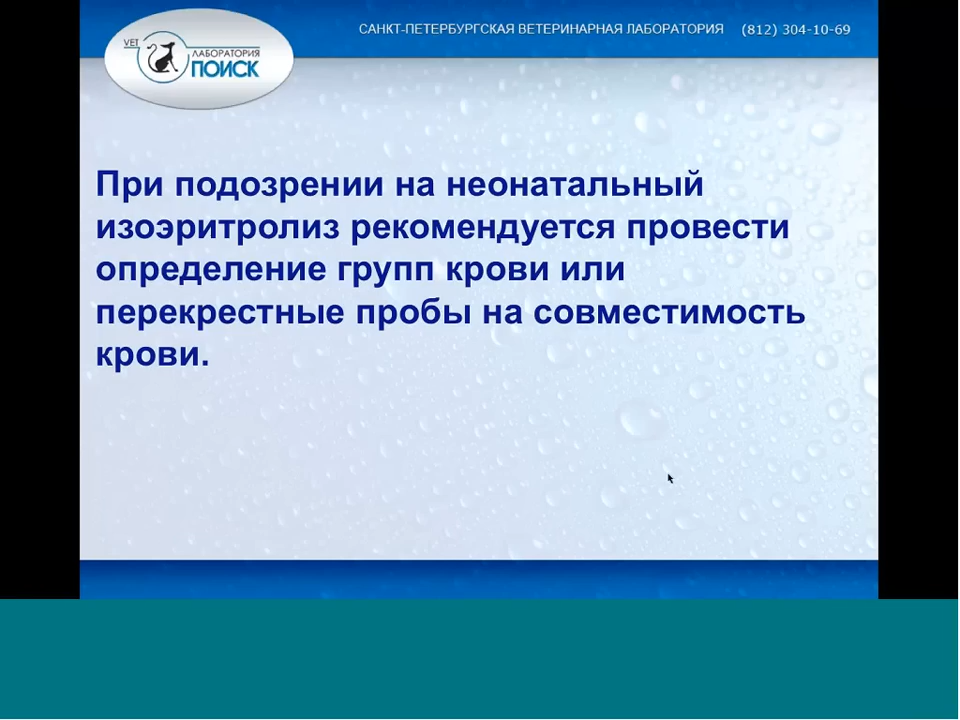 САНКТ-ПЕТЕРБУРГСКАЯ ВЕТЕРИНАРНАЯ ЛАБОРАТОРИЯ (812) 304-10-69
VET
ЛАБОРАТОРИЯ
ПОИСК
При подозрении на неонатальный
изоэритролиз рекомендуется провести
определение групп крови или
перекрестные пробы на совместимость
крови.